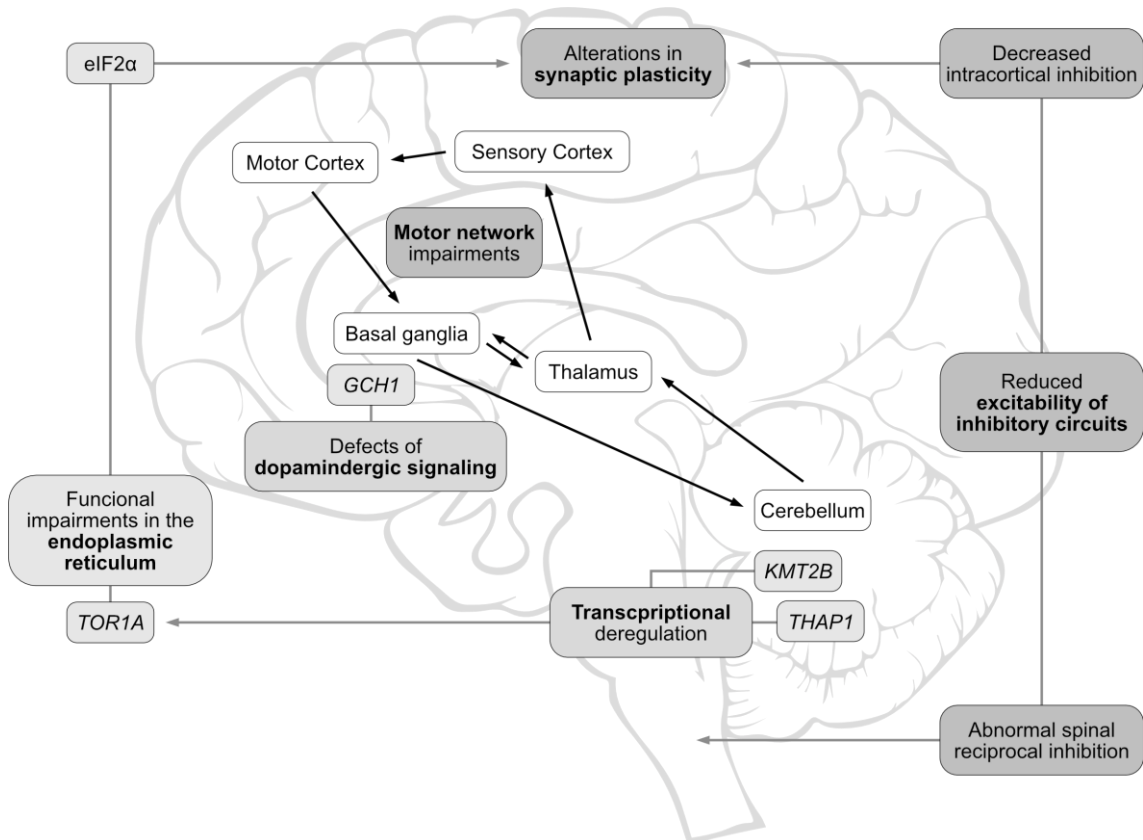 eIF2α
Alterations in
synaptic plasticity
Decreased
intracortical inhibition
Motor Cortex
Sensory Cortex
Motor network
impairments
Basal ganglia
Thalamus
GCH1
Defects of
dopamindergic signaling
Reduced
excitability of
inhibitory circuits
Funcional
impairments in the
endoplasmic
reticulum
Cerebellum
KMT2B
TOR1A
Transcpriptional
deregulation
THAP1
Abnormal spinal
reciprocal inhibition